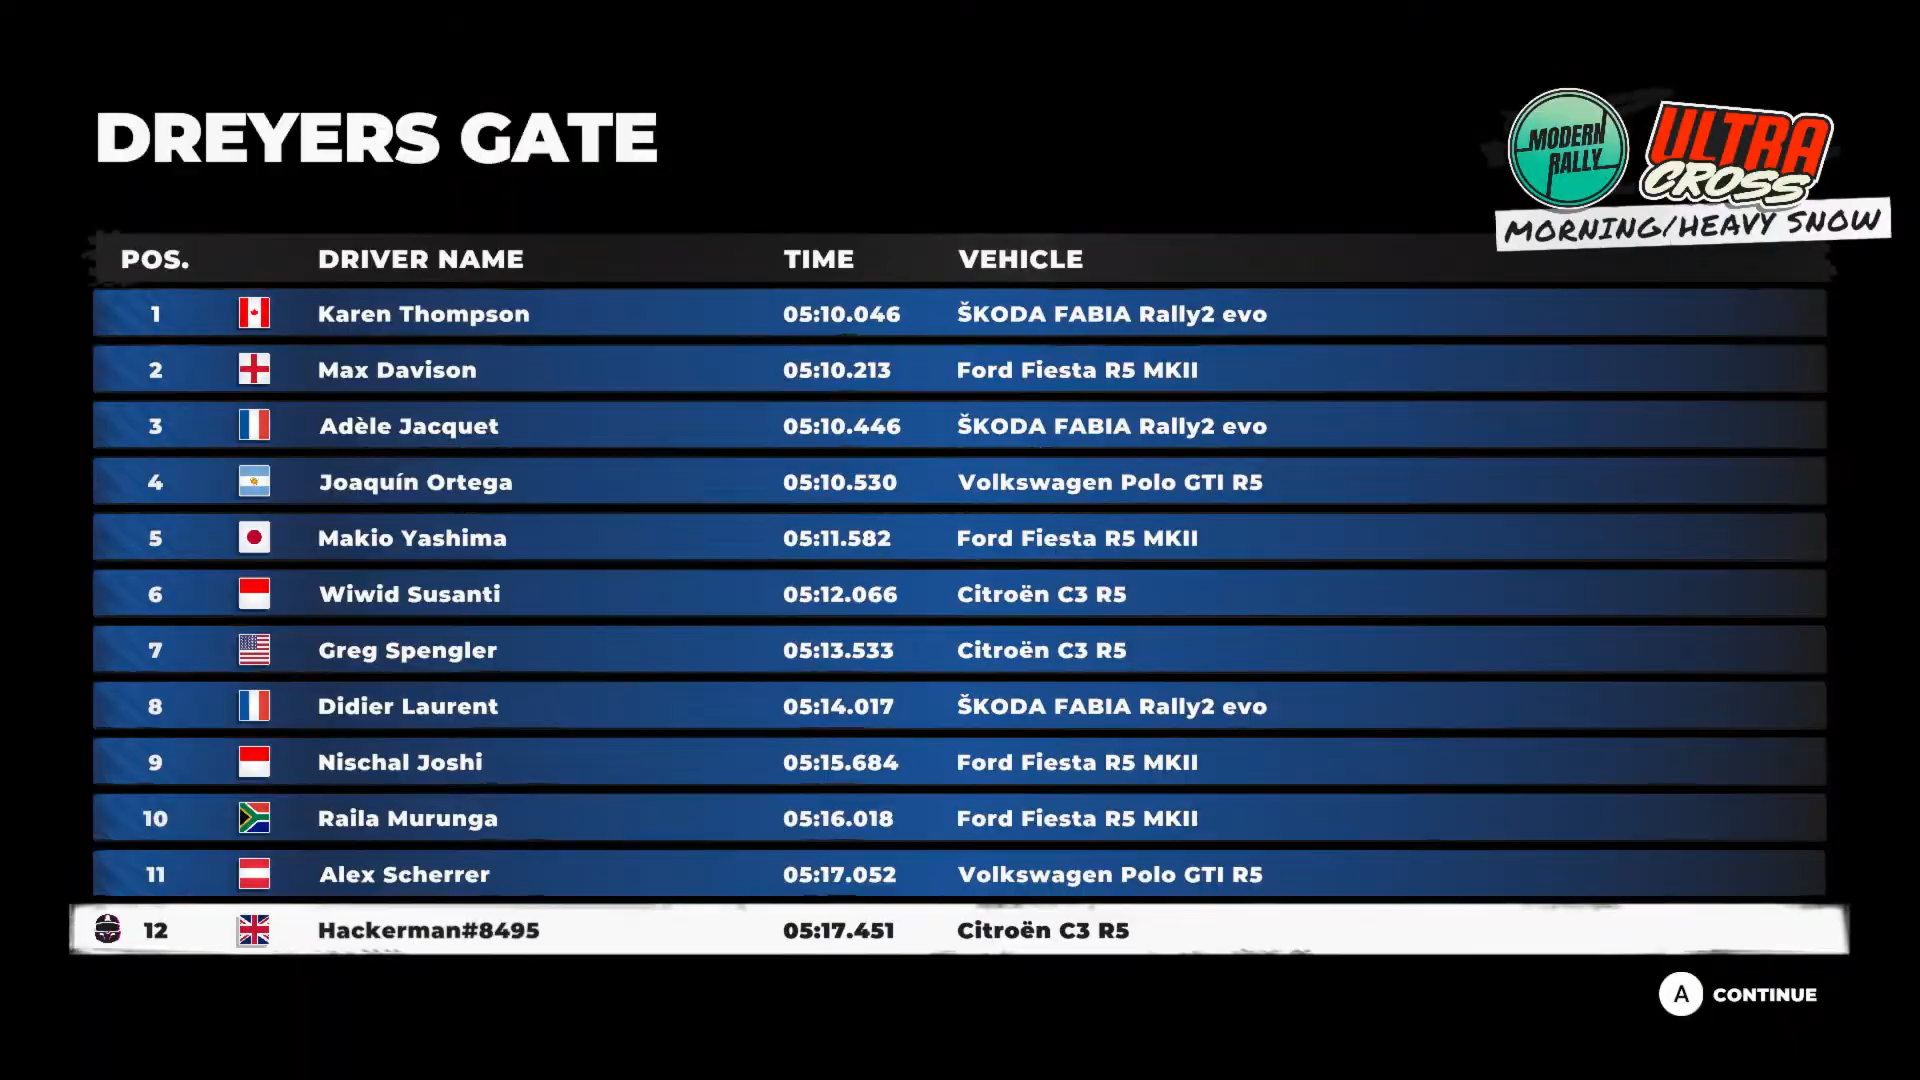 DREYERS GATE
MODERN RALLY
ULTRA CROSS
MORNING/HEAVY SNOW
POS. DRIVER NAME TIME VEHICLE
1 Karen Thompson 05:10.046 ŠKODA FABIA Rally2 evo
2 Max Davison 05:10.213 Ford Fiesta R5 MKII
3 Adèle Jacquet 05:10.446 ŠKODA FABIA Rally2 evo
4 Joaquín Ortega 05:10.530 Volkswagen Polo GTI R5
5 Makio Yashima 05:11.582 Ford Fiesta R5 MKII
6 Wiwid Susanti 05:12.066 Citroën C3 R5
7 Greg Spengler 05:13.533 Citroën C3 R5
8 Didier Laurent 05:14.017 ŠKODA FABIA Rally2 evo
9 Nischal Joshi 05:15.684 Ford Fiesta R5 MKII
10 Raila Murunga 05:16.018 Ford Fiesta R5 MKII
11 Alex Scherrer 05:17.052 Volkswagen Polo GTI R5
12 Hackerman#8495 05:17.451 Citroën C3 R5
A CONTINUE